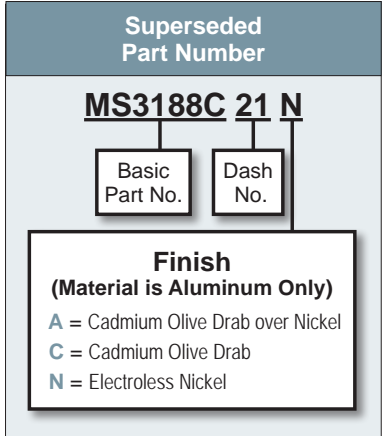 Superseded
Part Number
MS3188C 21 N
Basic
Part No.
Dash
No.
Finish
(Material is Aluminum Only)
A = Cadmium Olive Drab over Nickel
C = Cadmium Olive Drab
N = Electroless Nickel